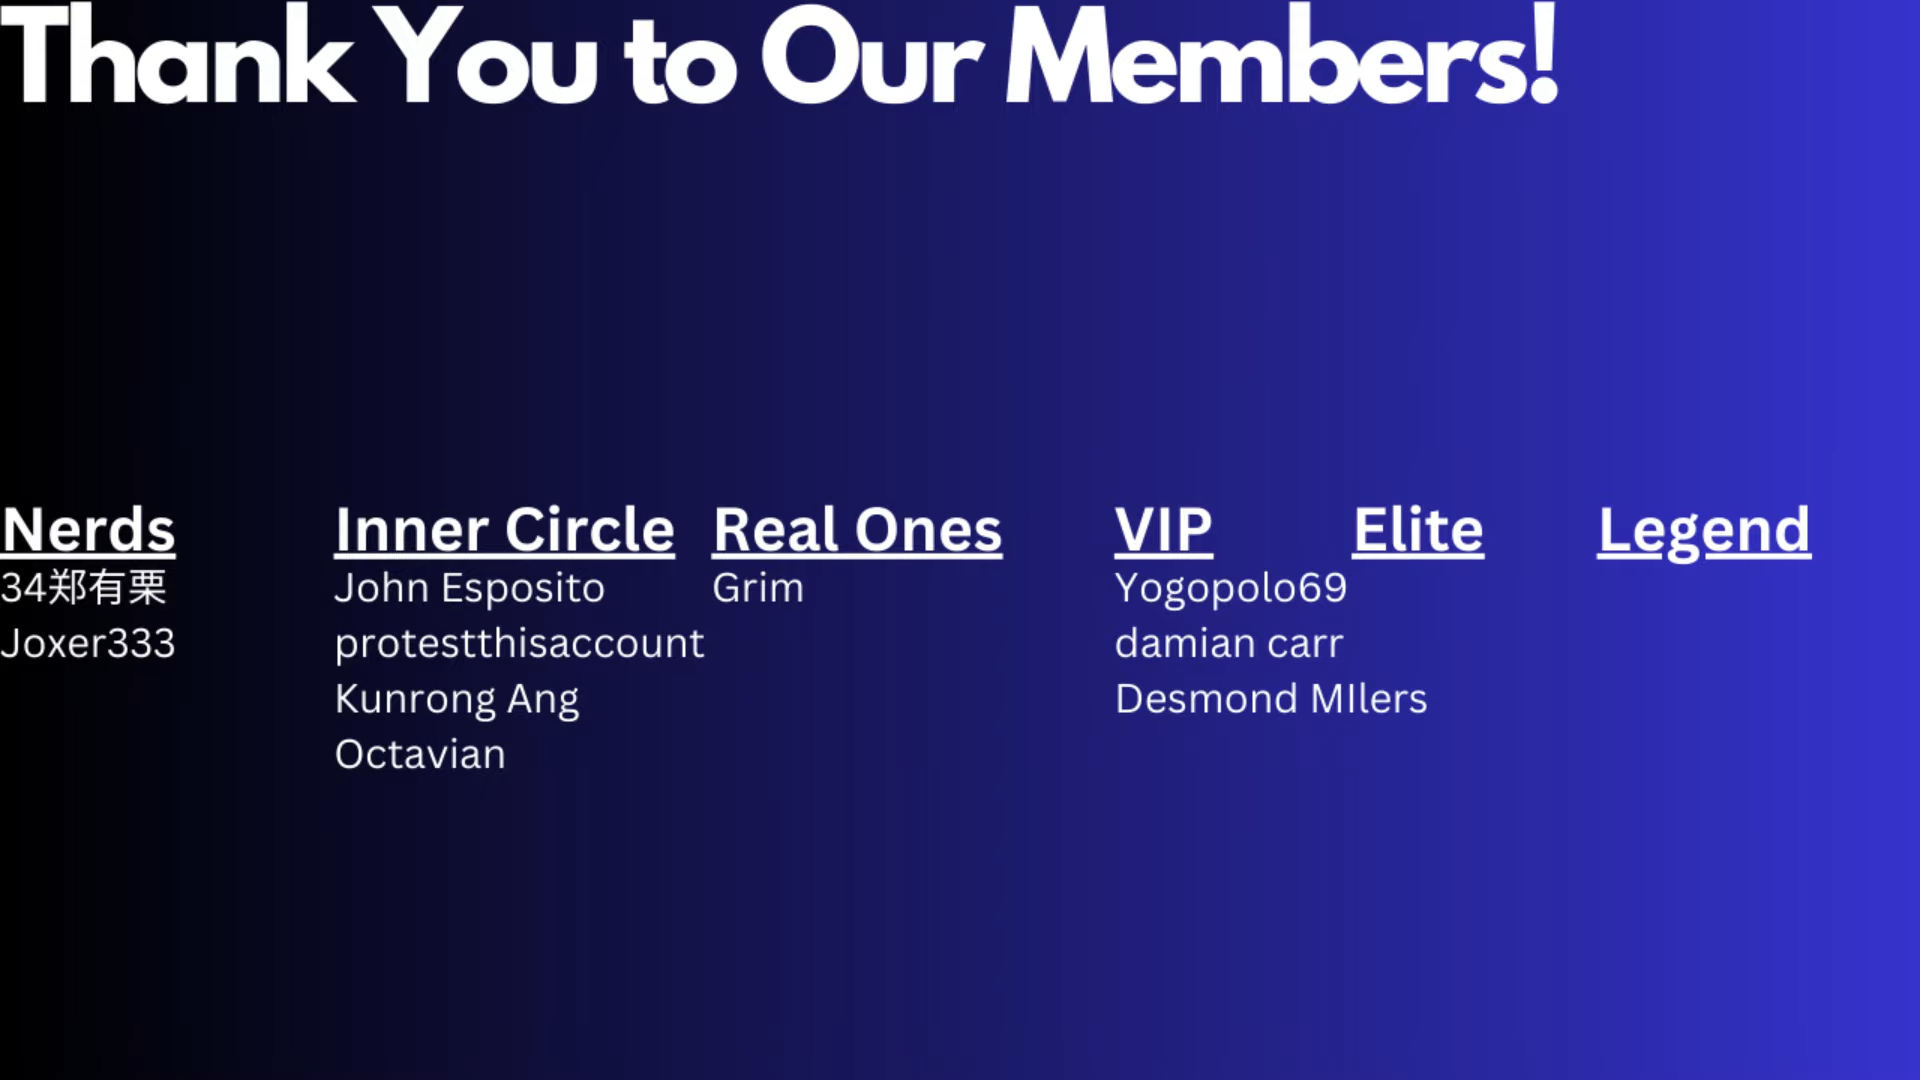 Thank You to Our Members!
Nerds
34郑有栗
Joxer333
Inner Circle
John Esposito
protestthisaccount
Kunrong Ang
Octavian
Real Ones
Grim
VIP
Yogopolo69
damian carr
Desmond MIlers
Elite
Legend